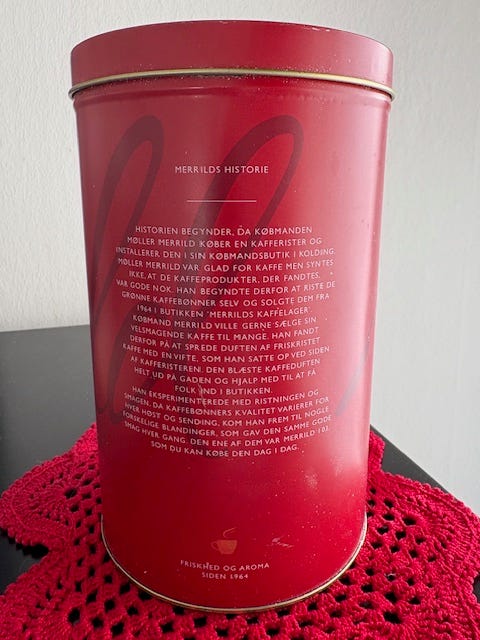 MERRILDS HISTORIE
HISTORIEN BEGYNDER, DA KØBMANDEN
MØLLER MERRILD KØBER EN KAFFERISTER OG
INSTALLERER DEN I SIN KØBMANDSBUTIK I KOLDING.
MØLLER MERRILD VAR GLAD FOR KAFFE MEN SYNTES
IKKE, AT DE KAFFEPRODUKTER, DER FANDTES,
VAR GODE NOK. HAN BEGYNDTE DERFOR AT RISTE DE
GRØNNE KAFFEBØNNER SELV OG SOLGTE DEM FRA
1964 I BUTIKKEN 'MERRILDS KAFFELAGER'.
KØBMAND MERRILD VILLE GERNE SÆLGE SIN
VELSMAGENDE KAFFE TIL MANGE. HAN FANDT
DERFOR PÅ AT SPREDE DUFTEN AF FRISKRISTET
KAFFE MED EN VIFTE, SOM HAN SATTE OP VED SIDEN
AF KAFFERISTEREN. DEN BLÆSTE KAFFEDUFTEN
HELT UD PÅ GADEN OG HJALP MED TIL AT FÅ
FOLK IND I BUTIKKEN.
HAN EKSPERIMENTEREDE MED RISTNINGEN OG
SMAGEN. DA KAFFEBØNNERS KVALITET VARIERER FOR
HVER HØST OG SENDING, KOM HAN FREM TIL NOGLE
FORSKELIGE BLANDINGER, SOM GAV DEN SAMME GODE
SMAG HVER GANG. DEN ENE AF DEM VAR MERRILD 103,
SOM DU KAN KØBE DEN DAG I DAG.
FRISKHED OG AROMA
SIDEN 1964